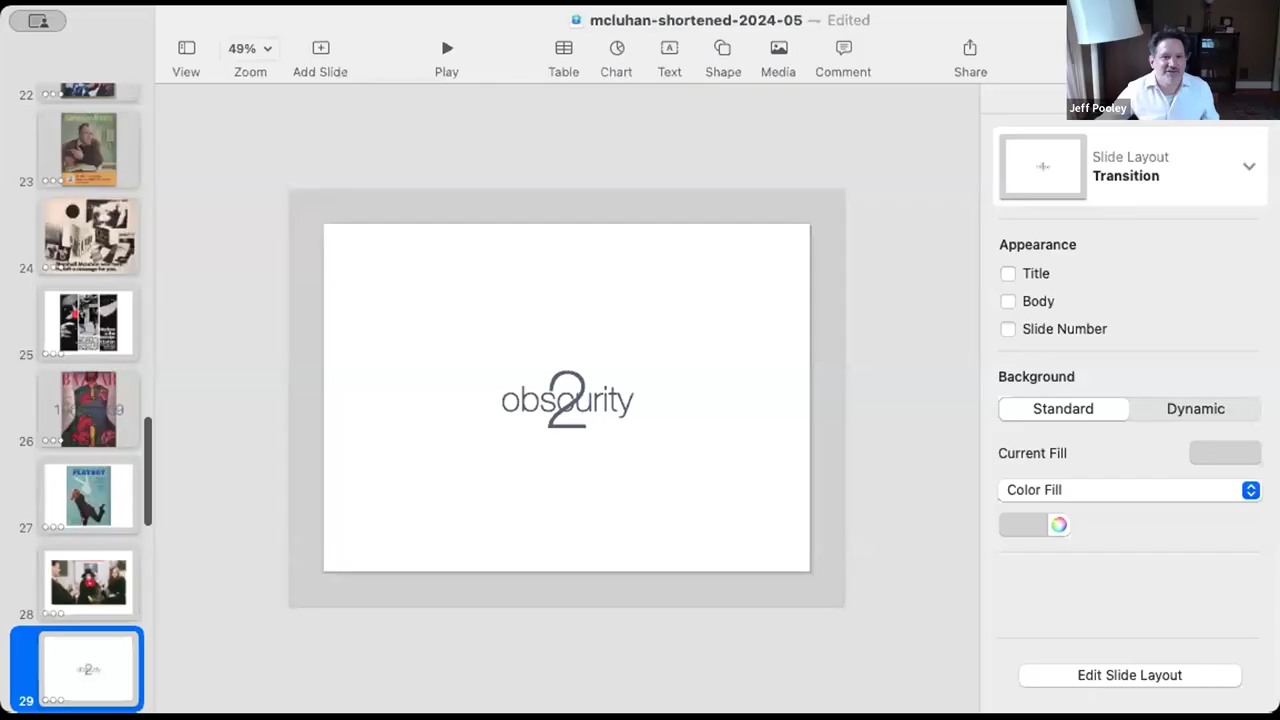 mcluhan-shortened-2024-05 — Edited
49%
View
Zoom
Add Slide
Play
Table
Chart
Text
Shape
Media
Comment
Share
Jeff Pooley
22
23
24
25
26
27
28
29
BAZAAR
PLAYBOY
obscurity
2
Slide Layout
Transition
Appearance
Title
Body
Slide Number
Background
Standard
Dynamic
Current Fill
Color Fill
Edit Slide Layout